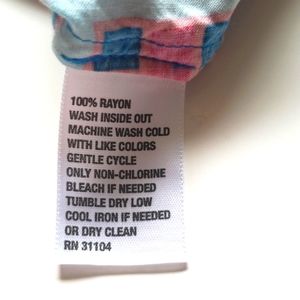 100% RAYON
WASH INSIDE OUT
MACHINE WASH COLD
WITH LIKE COLORS
GENTLE CYCLE
ONLY NON-CHLORINE
BLEACH IF NEEDED
TUMBLE DRY LOW
COOL IRON IF NEEDED
OR DRY CLEAN
RN 31104